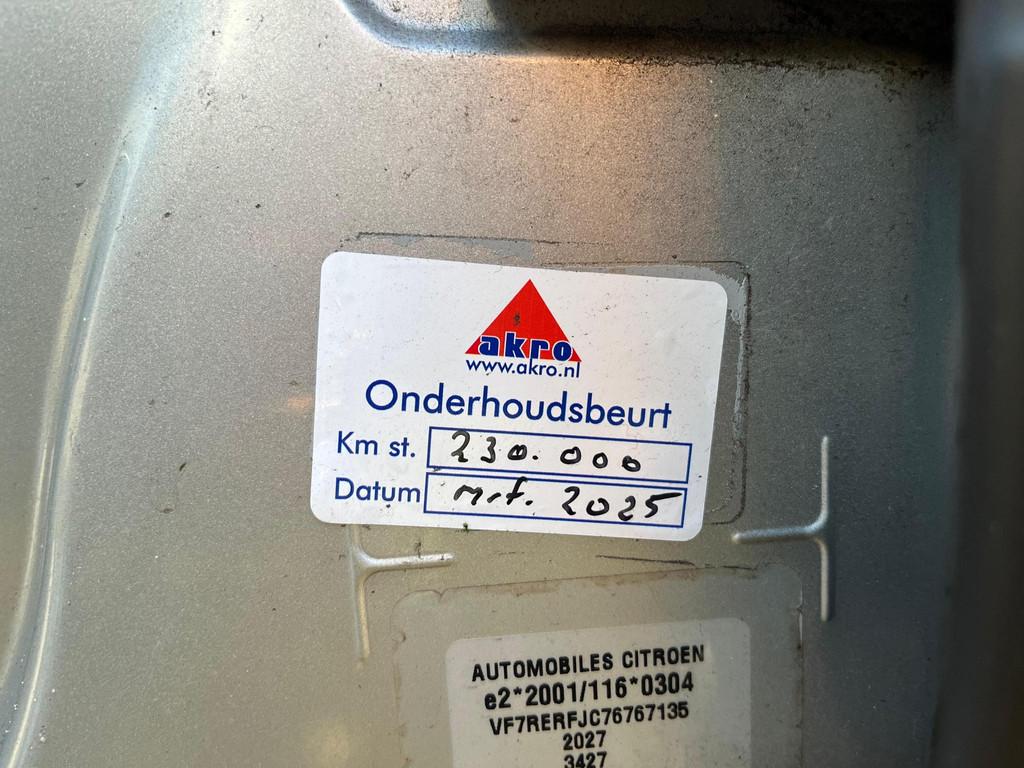 akro
www.akro.nl
Onderhoudsbeurt
Km st. 230.000
Datum 2025
AUTOMOBILES CITROEN
e2*2001/116*0304
VF7RERFJC76767135
2027
3427